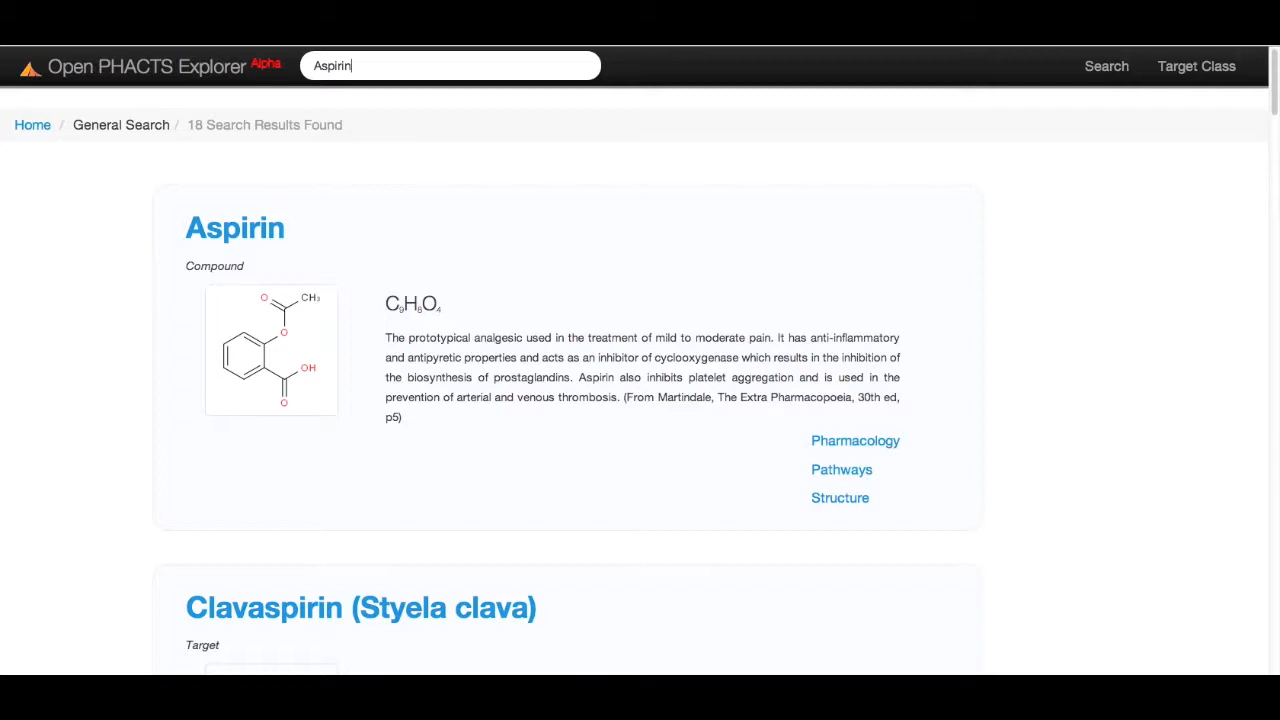 Open PHACTS Explorer Alpha
Aspirin
Search
Target Class
Home / General Search / 18 Search Results Found
Aspirin
Compound
O
CH₃
O
OH
O
C₉H₈O₄
The prototypical analgesic used in the treatment of mild to moderate pain. It has anti-inflammatory
and antipyretic properties and acts as an inhibitor of cyclooxygenase which results in the inhibition of
the biosynthesis of prostaglandins. Aspirin also inhibits platelet aggregation and is used in the
prevention of arterial and venous thrombosis. (From Martindale, The Extra Pharmacopoeia, 30th ed,
p5)
Pharmacology
Pathways
Structure
Clavaspirin (Styela clava)
Target